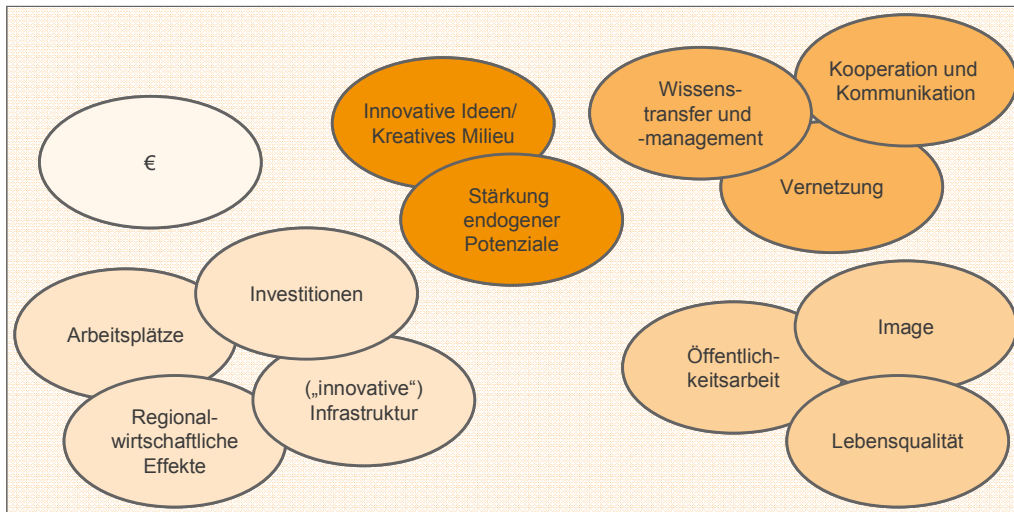 €
Innovative Ideen/
Kreatives Milieu
Stärkung
endogener
Potenziale
Wissens-
transfer und
-management
Kooperation und
Kommunikation
Vernetzung
Arbeitsplätze
Investitionen
Regional-
wirtschaftliche
Effekte
(„innovative“)
Infrastruktur
Öffentlich-
keitsarbeit
Image
Lebensqualität